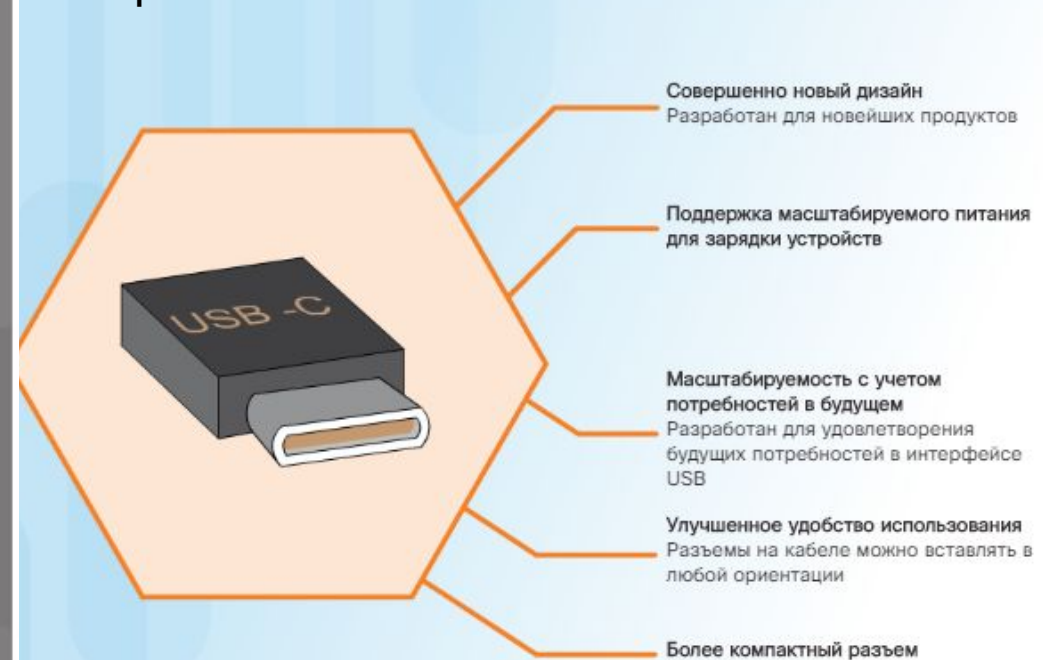 Совершенно новый дизайн
Разработан для новейших продуктов
Поддержка масштабируемого питания
для зарядки устройств
USB -C
Масштабируемость с учетом
потребностей в будущем
Разработан для удовлетворения
будущих потребностей в интерфейсе
USB
Улучшенное удобство использования
Разъемы на кабеле можно вставлять в
любой ориентации
Более компактный разъем